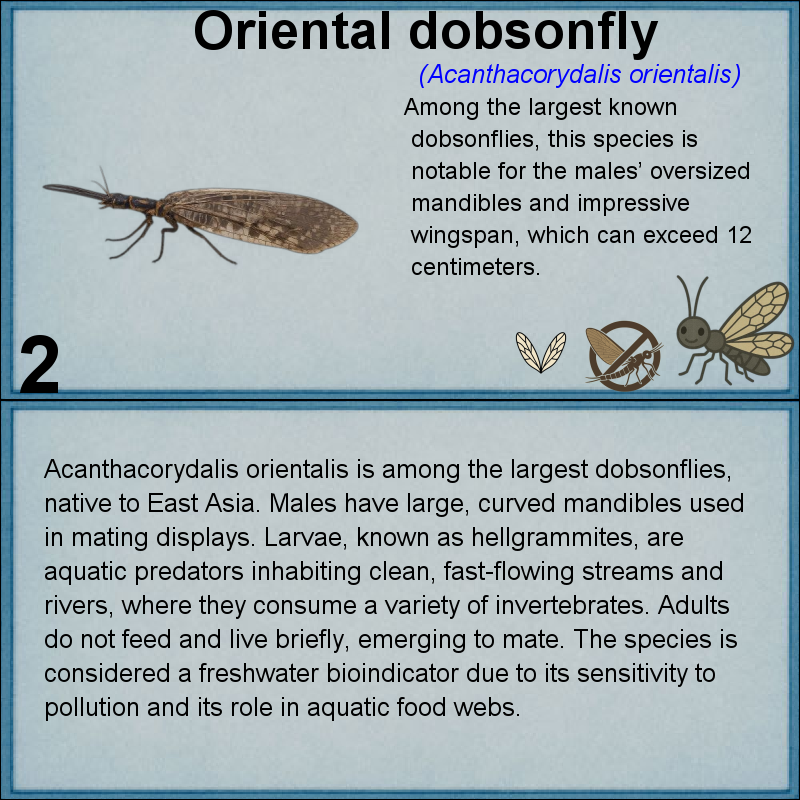 Oriental dobsonfly
(Acanthacorydalis orientalis)
Among the largest known
dobsonflies, this species is
notable for the males’ oversized
mandibles and impressive
wingspan, which can exceed 12
centimeters.
2
Acanthacorydalis orientalis is among the largest dobsonflies,
native to East Asia. Males have large, curved mandibles used
in mating displays. Larvae, known as hellgrammites, are
aquatic predators inhabiting clean, fast-flowing streams and
rivers, where they consume a variety of invertebrates. Adults
do not feed and live briefly, emerging to mate. The species is
considered a freshwater bioindicator due to its sensitivity to
pollution and its role in aquatic food webs.